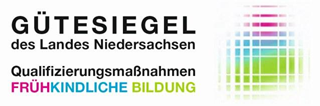 GÜTESIEGEL
des Landes Niedersachsen
Qualifizierungsmaßnahmen
FRÜHKINDLICHE BILDUNG